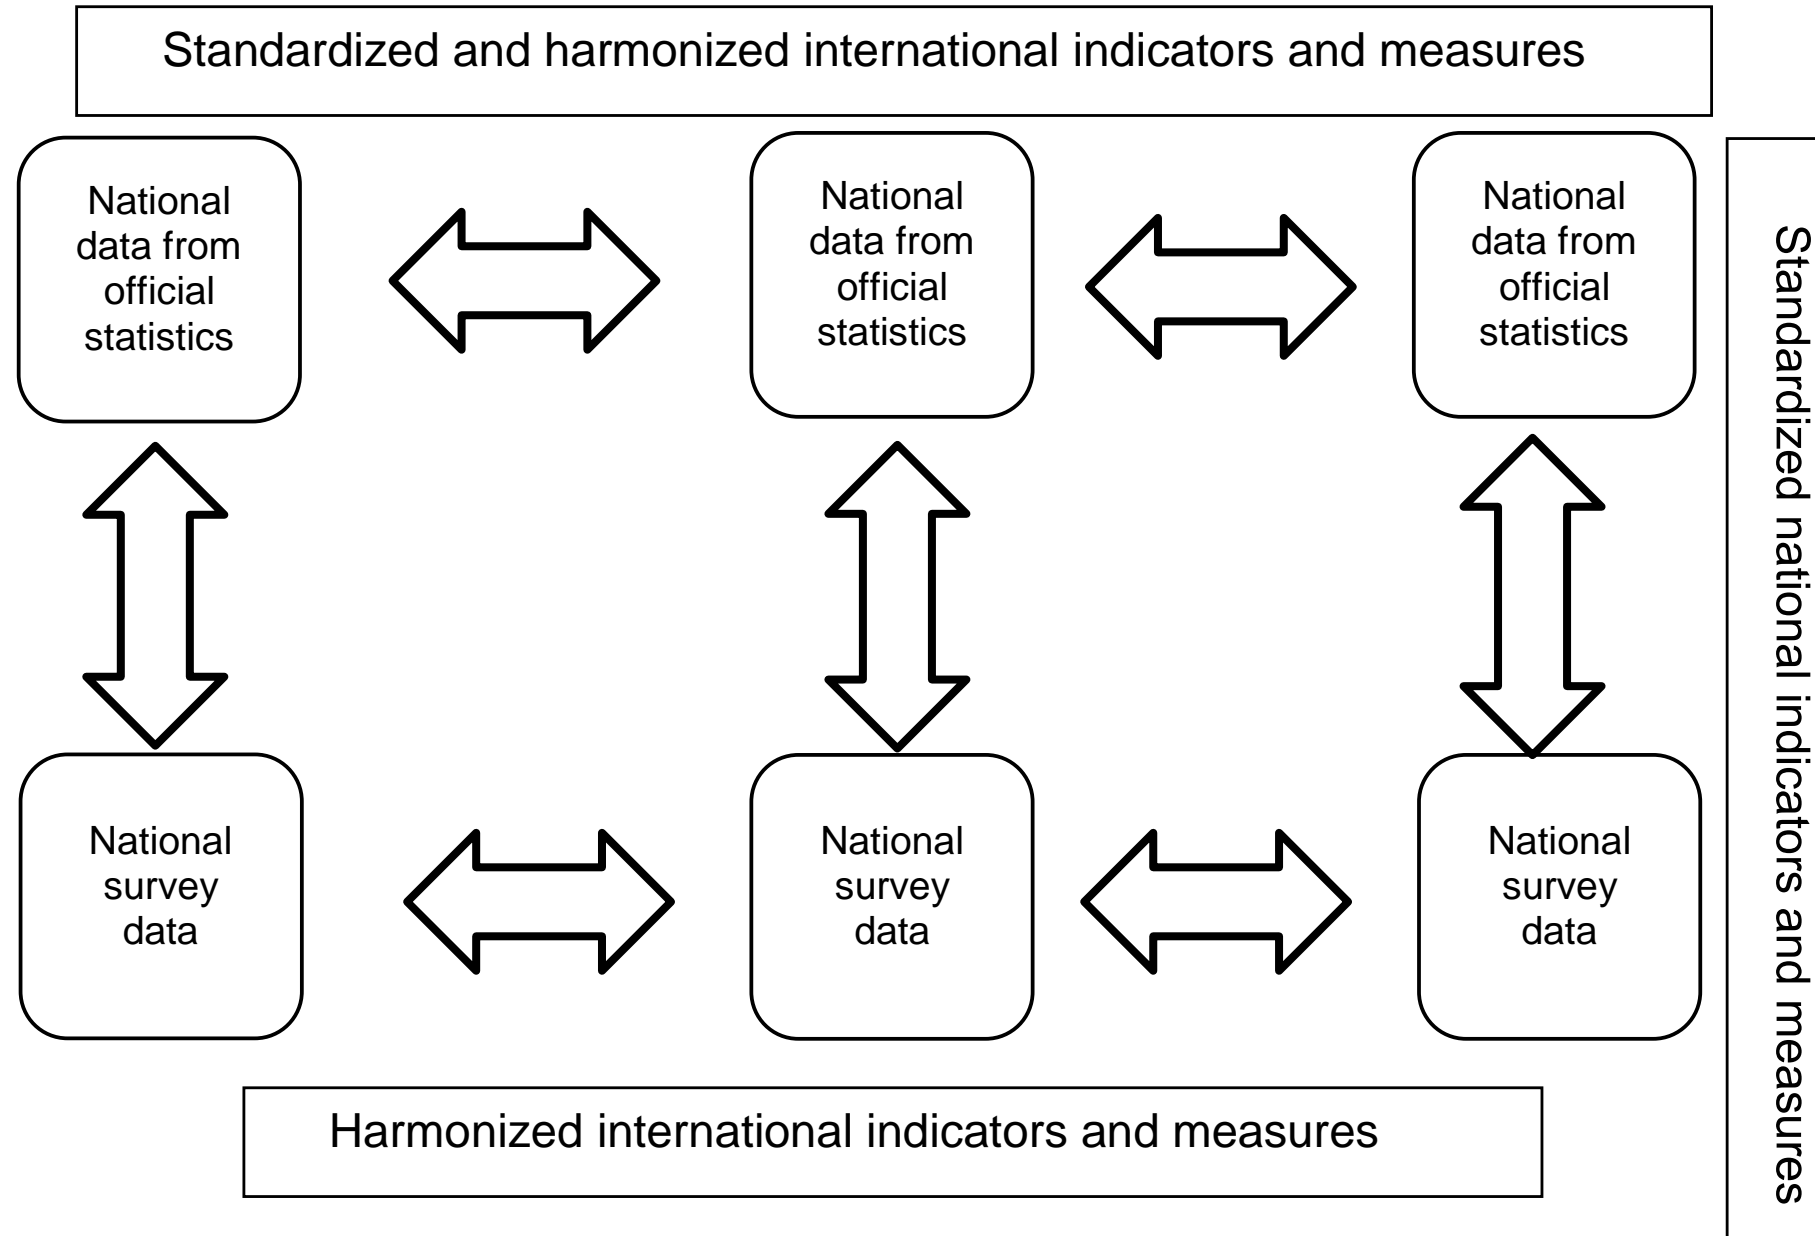 Standardized and harmonized international indicators and measures
National
data from
official
statistics
National
data from
official
statistics
National
data from
official
statistics
Standardized national indicators and measures
National
survey
data
National
survey
data
National
survey
data
Harmonized international indicators and measures